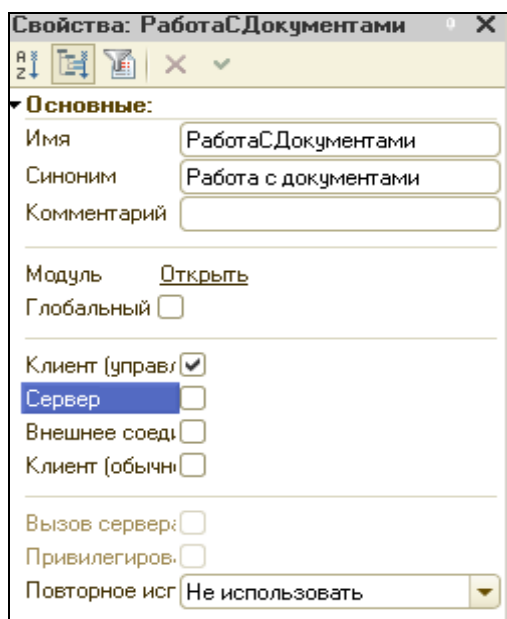 Свойства: РаботаСДокументами
Основные:
Имя РаботаСДокументами
Синоним Работа с документами
Комментарий
Модуль Открыть
Глобальный
Клиент (управл
Сервер
Внешнее соеди
Клиент (обычн
Вызов сервера
Привилегиров
Повторное исп Не использовать